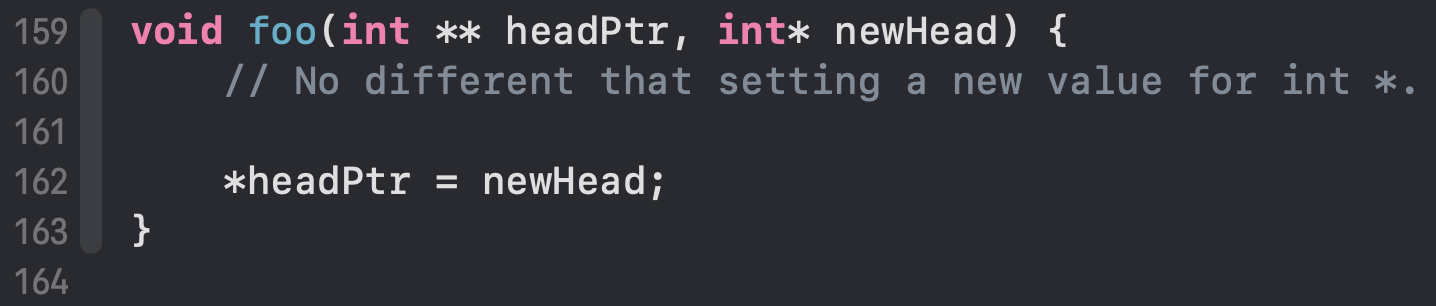 159 void foo(int ** headPtr, int* newHead) {
160 // No different that setting a new value for int *.
161
162 *headPtr = newHead;
163 }
164